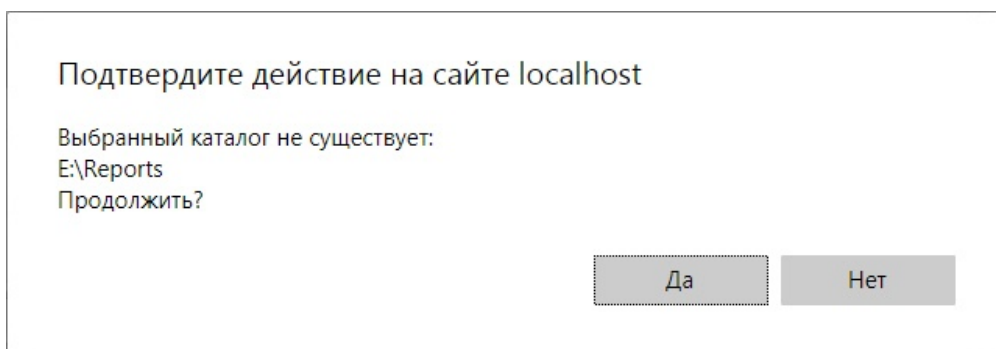 Подтвердите действие на сайте localhost
Выбранный каталог не существует:
E:\Reports
Продолжить?
Да
Нет